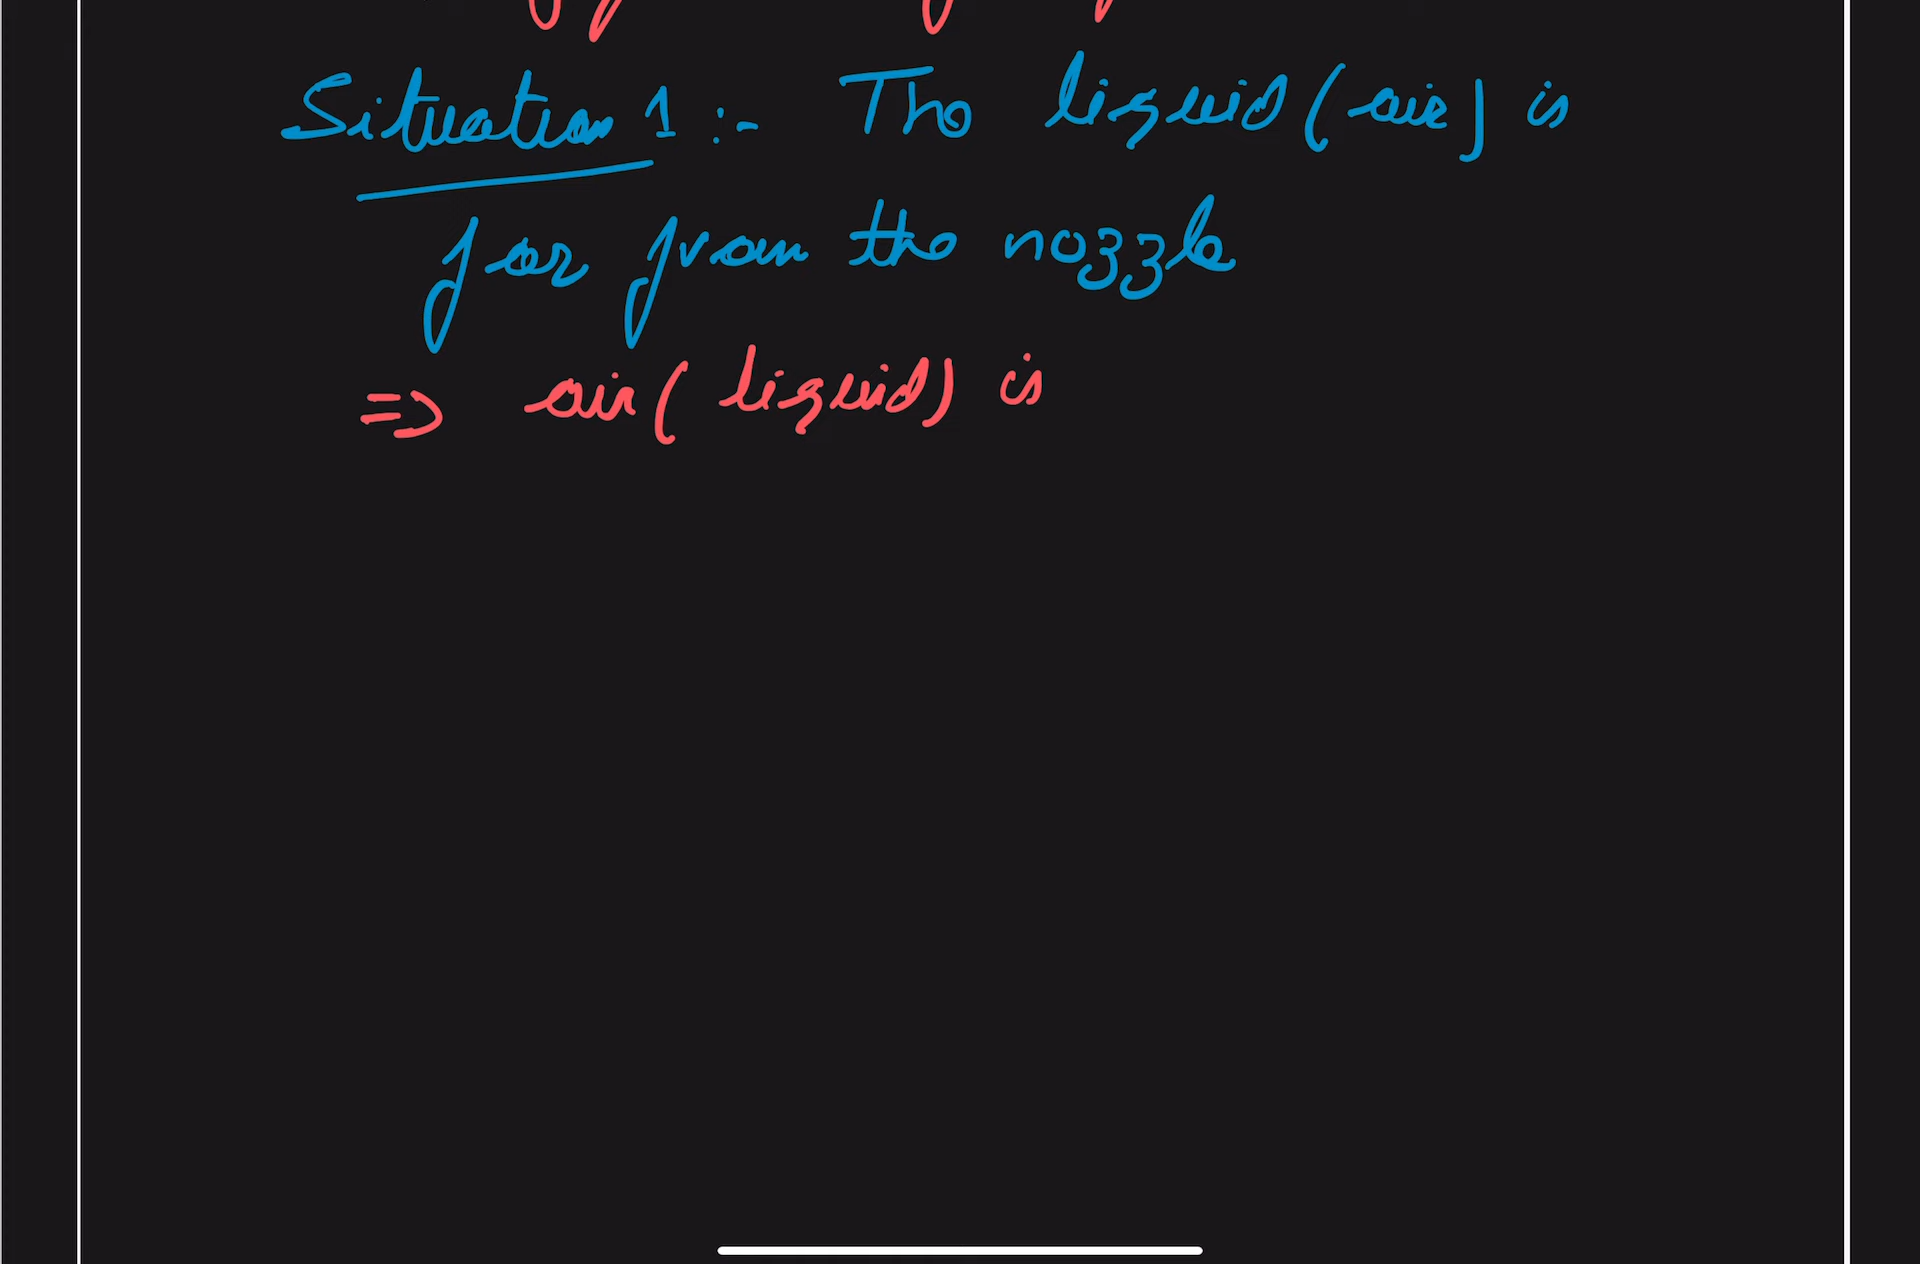 Situation 1 :- The liquid (air) is
far from the nozzle
=> air (liquid) is